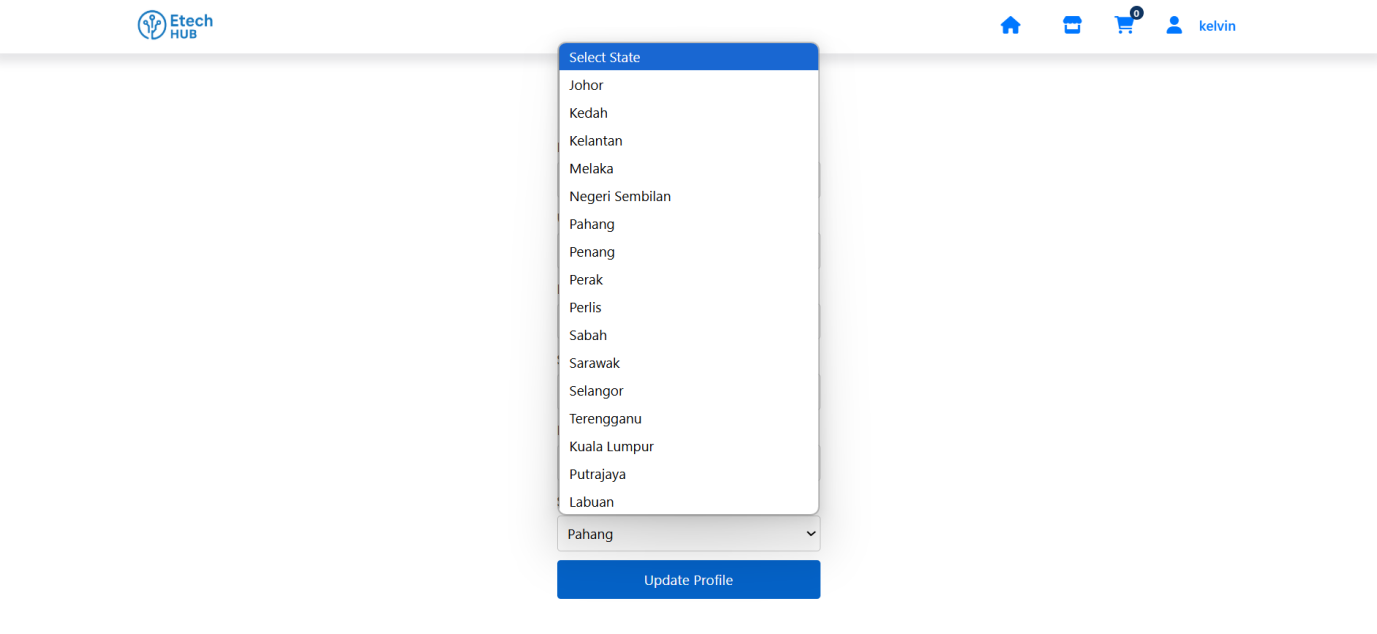 Etech
HUB
0
kelvin
Select State
Johor
Kedah
Kelantan
Melaka
Negeri Sembilan
Pahang
Penang
Perak
Perlis
Sabah
Sarawak
Selangor
Terengganu
Kuala Lumpur
Putrajaya
Labuan
Pahang
Update Profile